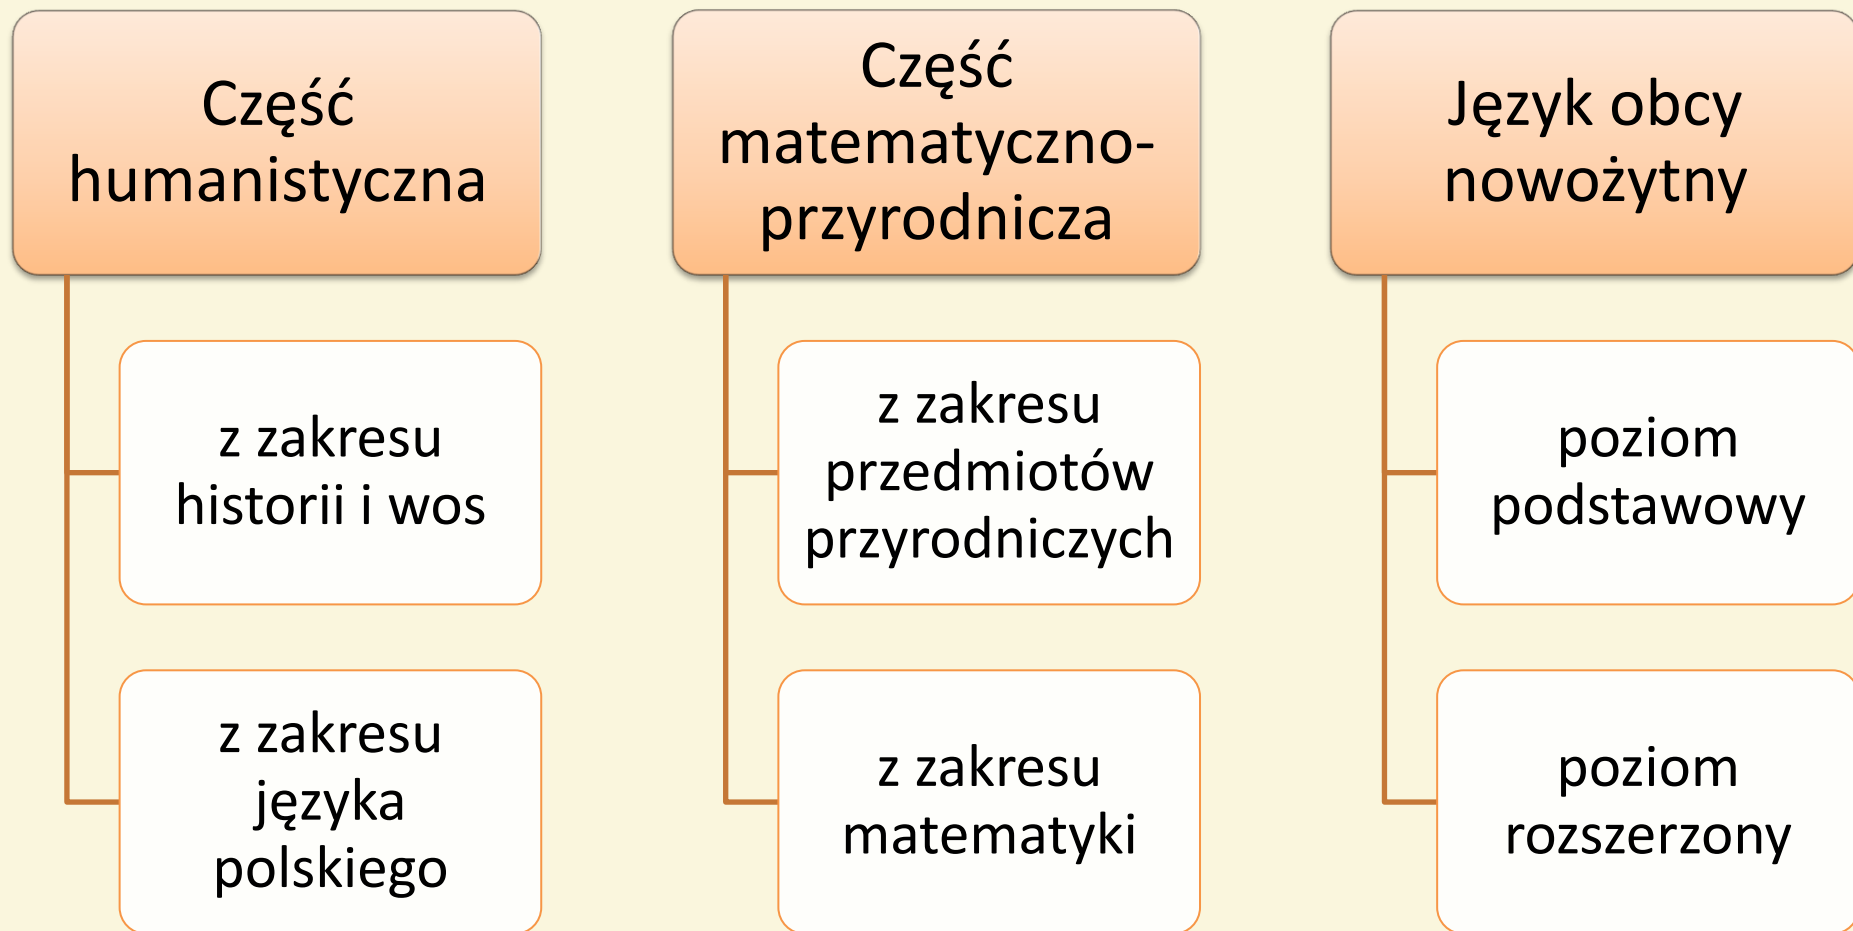 Część
humanistyczna
z zakresu
historii i wos
z zakresu
języka
polskiego
Część
matematyczno-
przyrodnicza
z zakresu
przedmiotów
przyrodniczych
z zakresu
matematyki
Język obcy
nowożytny
poziom
podstawowy
poziom
rozszerzony